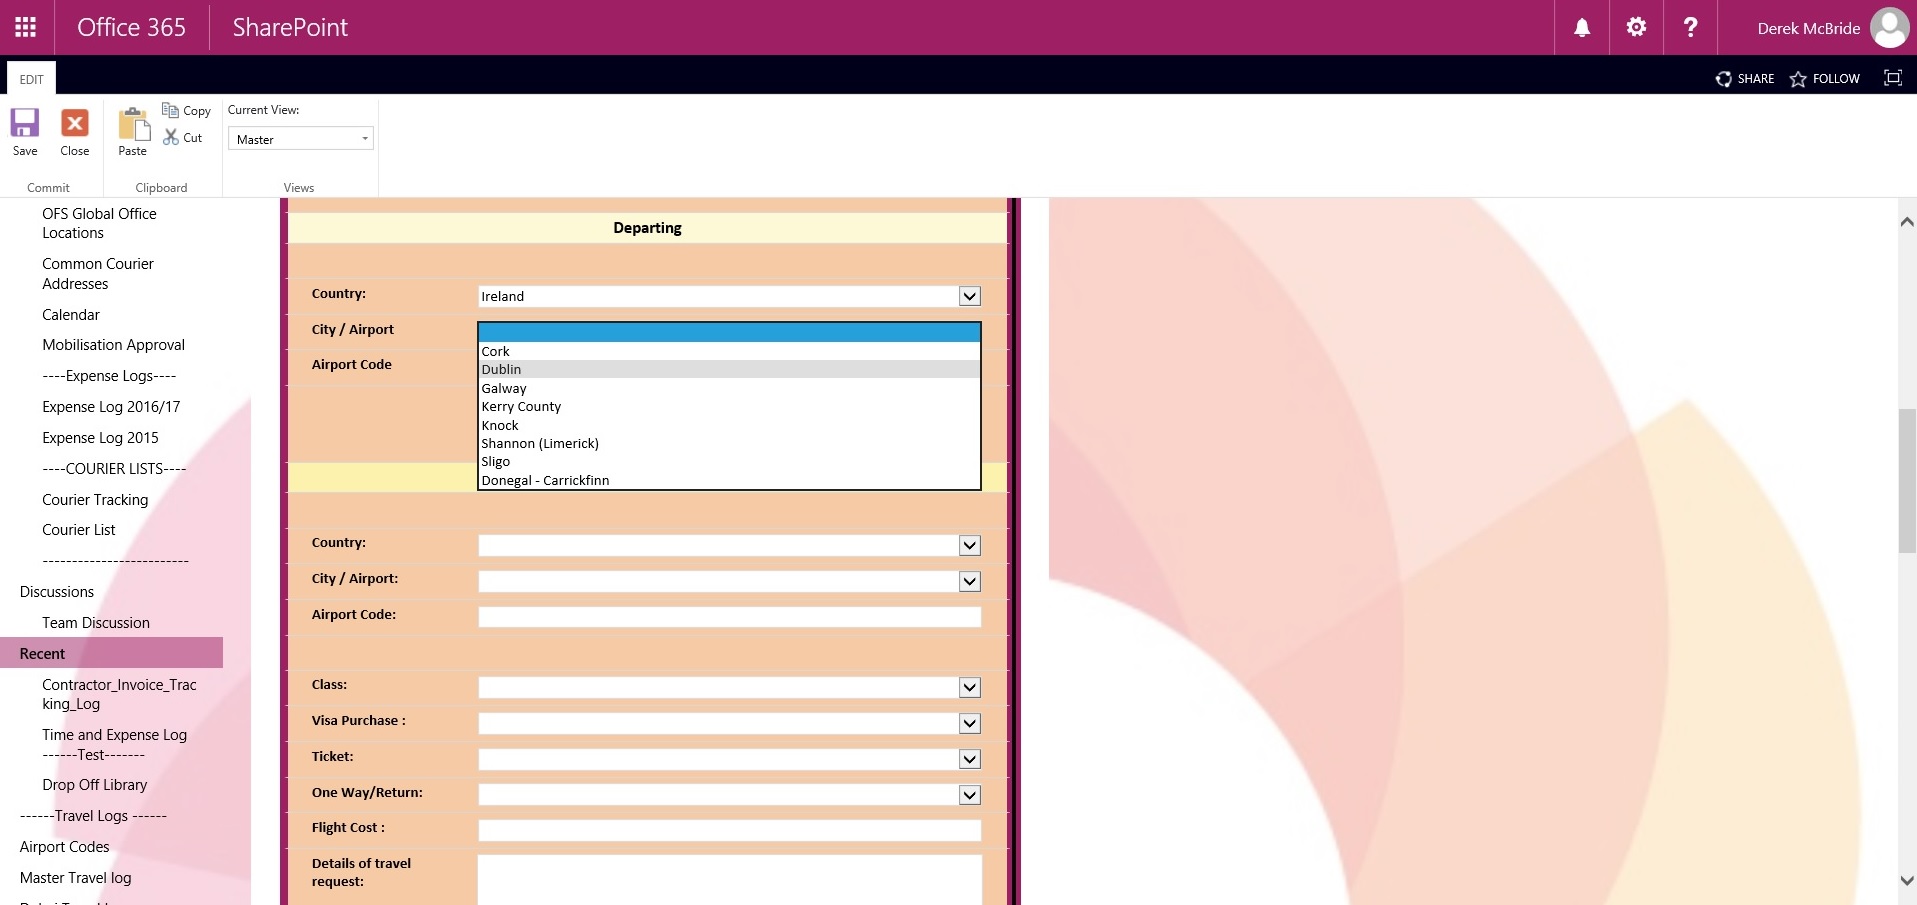 Office 365
SharePoint
Derek McBride
EDIT
SHARE
FOLLOW
Save
Close
Paste
Copy
Cut
Current View:
Master
Commit
Clipboard
Views
OFS Global Office
Locations
Common Courier
Addresses
Calendar
Mobilisation Approval
----Expense Logs----
Expense Log 2016/17
Expense Log 2015
----COURIER LISTS----
Courier Tracking
Courier List
-------------------------
Discussions
Team Discussion
Recent
Contractor_Invoice_Trac
king_Log
Time and Expense Log
------Test-------
Drop Off Library
------Travel Logs ------
Airport Codes
Master Travel log
Departing
Country:
Ireland
City / Airport
Airport Code
Cork
Dublin
Galway
Kerry County
Knock
Shannon (Limerick)
Sligo
Donegal - Carrickfinn
Country:
City / Airport:
Airport Code:
Class:
Visa Purchase :
Ticket:
One Way/Return:
Flight Cost :
Details of travel
request: